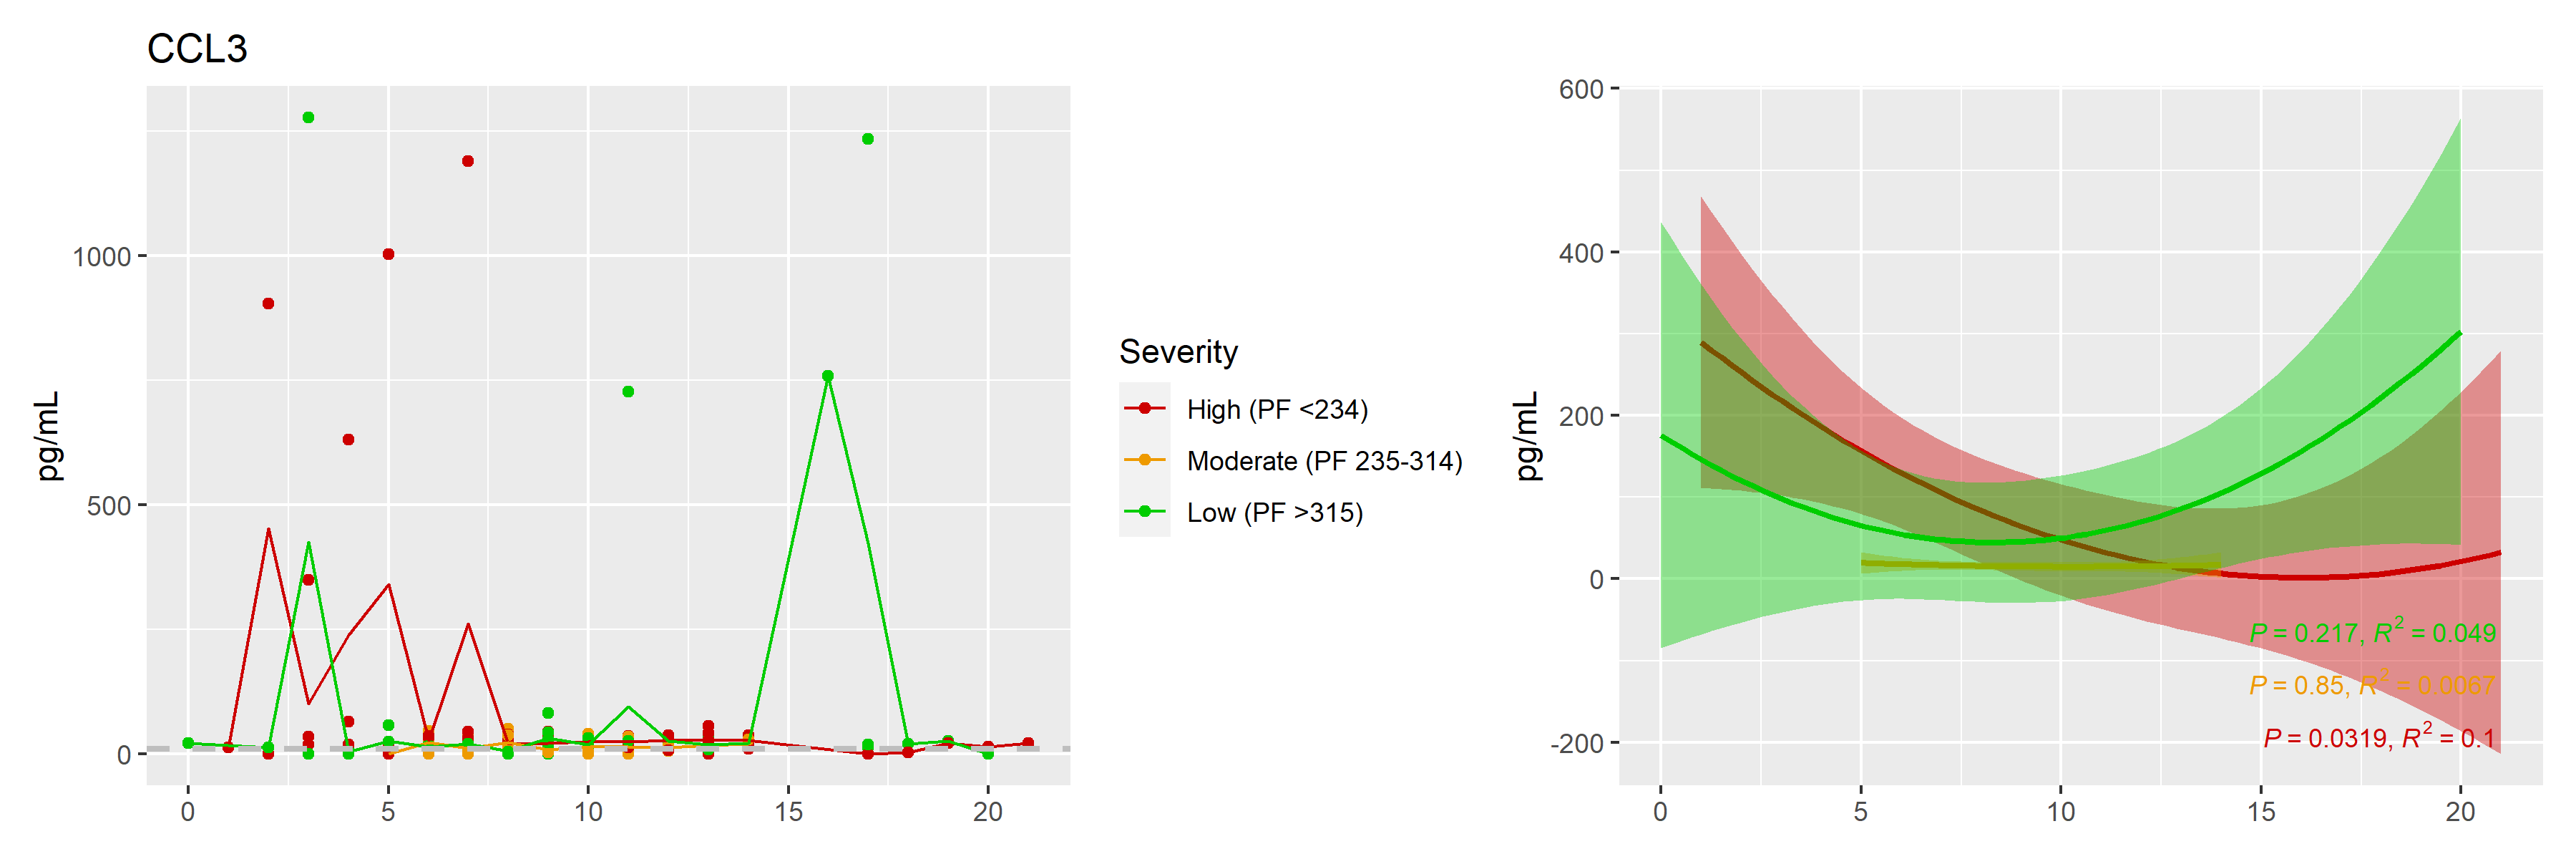 CCL3
pg/mL
1000
500
0
0 5 10 15 20
Severity
High (PF <234)
Moderate (PF 235-314)
Low (PF >315)
pg/mL
600
400
200
0
-200
0 5 10 15 20
P = 0.217, R² = 0.049
P = 0.85, R² = 0.0067
P = 0.0319, R² = 0.1